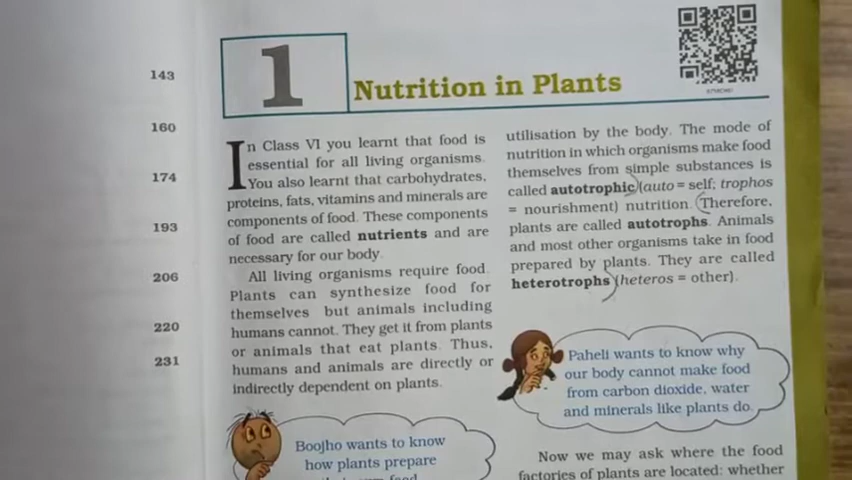 143
160
174
193
206
220
231
1
Nutrition in Plants
In Class VI you learnt that food is
essential for all living organisms.
You also learnt that carbohydrates,
proteins, fats, vitamins and minerals are
components of food. These components
of food are called nutrients and are
necessary for our body.
All living organisms require food.
Plants can synthesize food for
themselves but animals including
humans cannot. They get it from plants
or animals that eat plants. Thus,
humans and animals are directly or
indirectly dependent on plants.
Boojho wants to know
how plants prepare
food
utilisation by the body. The mode of
nutrition in which organisms make food
themselves from simple substances is
called autotrophic (auto = self; trophos
= nourishment) nutrition. Therefore,
plants are called autotrophs. Animals
and most other organisms take in food
prepared by plants. They are called
heterotrophs (heteros = other).
Paheli wants to know why
our body cannot make food
from carbon dioxide, water
and minerals like plants do.
Now we may ask where the food
factories of plants are located: whether